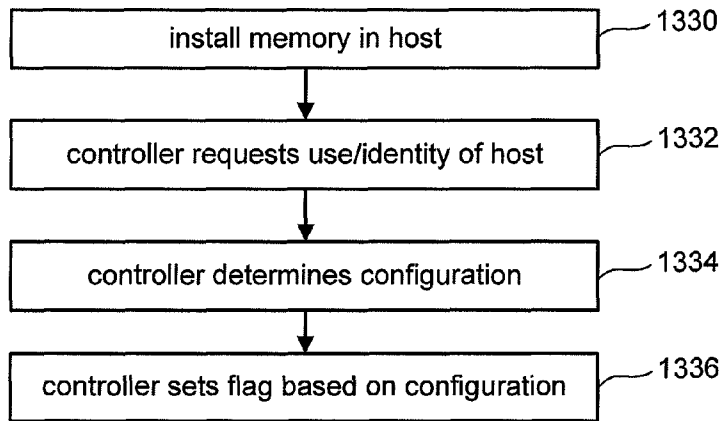 install memory in host
1330
controller requests use/identity of host
1332
controller determines configuration
1334
controller sets flag based on configuration
1336